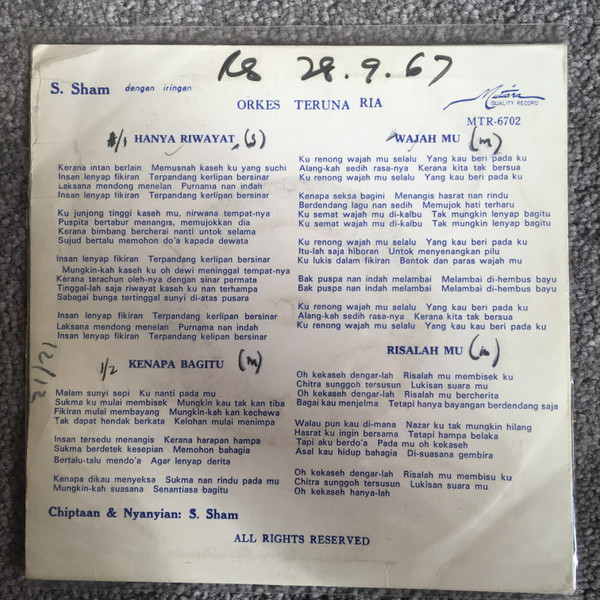 RS 28.9.67
S. Sham dengan iringan
ORKES TERUNA RIA
Mutiara
QUALITY RECORD
MTR-6702
#/1 HANYA RIWAYAT (S)
Kerana intan berlain Memusnah kaseh ku yang suchi
Insan lenyap fikiran Terpandang kerlipan bersinar
Laksana mendong menelan Purnama nan indah
Insan lenyap fikiran Terpandang kerlipan bersinar
Ku junjong tinggi kaseh mu, nirwana tempat-nya
Puspita bertabur menangis, memujokkan dia
Kerana bimbang bercherai nanti untok selama
Sujud bertalu memohon do'a kapada dewata
Insan lenyap fikiran Terpandang kerlipan bersinar
Mungkin-kah kaseh ku oh dewi meninggal tempat-nya
Kerana terachun oleh-nya dengan sinar permata
Tinggal-lah saja riwayat kaseh ku nan terhampa
Sabagai bunga tertinggal sunyi di-atas pusara
Insan lenyap fikiran Terpandang kerlipan bersinar
Laksana mendong menelan Purnama nan indah
Insan lenyap fikiran Terpandang kelipan bersinar
21/21
1/2 KENAPA BAGITU (M)
Malam sunyi sepi Ku nanti pada mu
Sukma ku mulai membisek Mungkin kau tak kan tiba
Fikiran mulai membayang Mungkin-kah kan kechewa
Tak dapat hendak berkata Kelohan mulai menimpa
Insan tersedu menangis Kerana harapan hampa
Sukma berdetek kesepian Memohon bahagia
Bertalu-talu mendo'a Agar lenyap derita
Kenapa dikau menyeksa Sukma nan rindu pada mu
Mungkin-kah suasana Senantiasa bagitu
WAJAH MU (M)
Ku renong wajah mu selalu Yang kau beri pada ku
Alang-kah sedih rasa-nya Kerana kita tak bersua
Ku renong wajah mu selalu Yang kau beri pada ku
Kenapa seksa bagini Menangis hasrat nan rindu
Berdendang lagu nan sedih Memujok hati terharu
Ku semat wajah mu di-kalbu Tak mungkin lenyap bagitu
Ku semat wajah mu di-kalbu Tak mungkin lenyap bagitu
Ku renong wajah mu selalu Yang kau beri pada ku
Itu-lah saja hiboran Untok menyenangkan pilu
Ku lukis dalam fikiran Bentok dan paras wajah mu
Bak puspa nan indah melambai Melambai di-hembus bayu
Bak puspa nan indah melambai Melambai di-hembus bayu
Ku renong wajah mu selalu Yang kau beri pada ku
Alang-kah sedih rasa-nya Kerana kita tak bersua
Ku renong wajah mu selalu Yang kau kau beri pada ku
RISALAH MU (M)
Oh kekaseh dengar-lah Risalah mu membisek ku
Chitra sunggoh tersusun Lukisan suara mu
Oh kekaseh dengar-lah Risalah mu bercherita
Bagai kau menjelma Tetapi hanya bayangan berdendang saja
Walau pun kau di-mana Nazar ku tak mungkin hilang
Hasrat ku ingin bersama Tetapi hampa belaka
Tapi aku berdo'a Pada mu oh kekaseh
Asal kau hidup bahagia Di-suasana gembira
Oh kekaseh dengar-lah Risalah mu membisu ku
Chitra sunggoh tersusun Lukisan suara mu
Oh kekaseh hanya-lah
Chiptaan & Nyanyian: S. Sham
ALL RIGHTS RESERVED